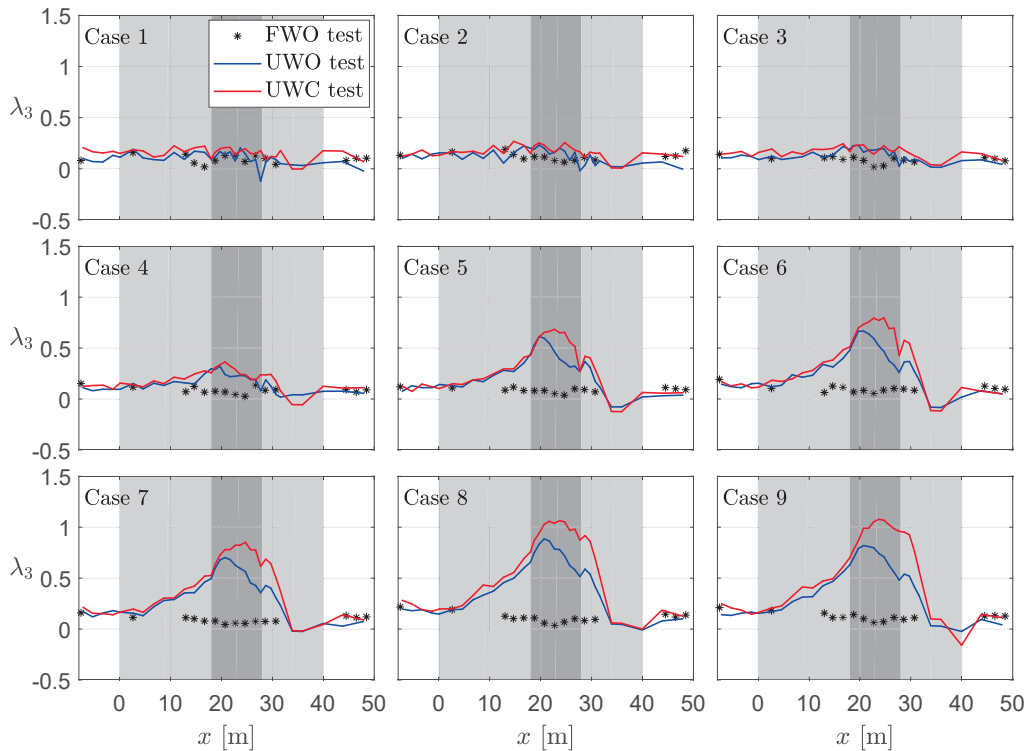 Case 1
FWO test
UWO test
UWC test
Case 2
Case 3
1.5
1
0.5
0
-0.5
λ3
Case 4
Case 5
Case 6
1.5
1
0.5
0
-0.5
λ3
Case 7
Case 8
Case 9
1.5
1
0.5
0
-0.5
λ3
0 10 20 30 40 50
0 10 20 30 40 50
0 10 20 30 40 50
x [m]
x [m]
x [m]